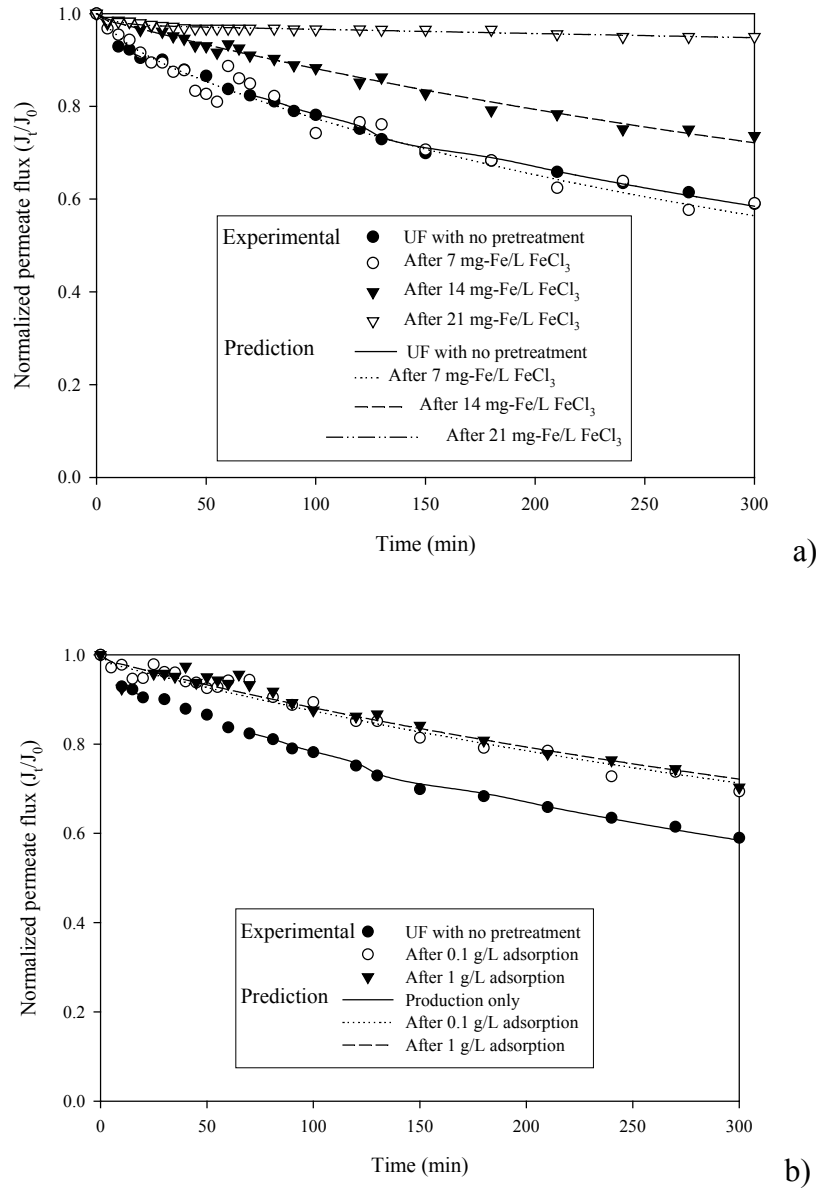 Normalized permeate flux (Jt/J0)
1.0
0.8
0.6
0.4
0.2
0.0
Experimental
UF with no pretreatment
After 7 mg-Fe/L FeCl3
After 14 mg-Fe/L FeCl3
After 21 mg-Fe/L FeCl3
Prediction
UF with no pretreatment
After 7 mg-Fe/L FeCl3
After 14 mg-Fe/L FeCl3
After 21 mg-Fe/L FeCl3
0 50 100 150 200 250 300
Time (min)
a)
Normalized permeate flux (Jt/J0)
1.0
0.8
0.6
0.4
0.2
0.0
Experimental
UF with no pretreatment
After 0.1 g/L adsorption
After 1 g/L adsorption
Prediction
Production only
After 0.1 g/L adsorption
After 1 g/L adsorption
0 50 100 150 200 250 300
Time (min)
b)